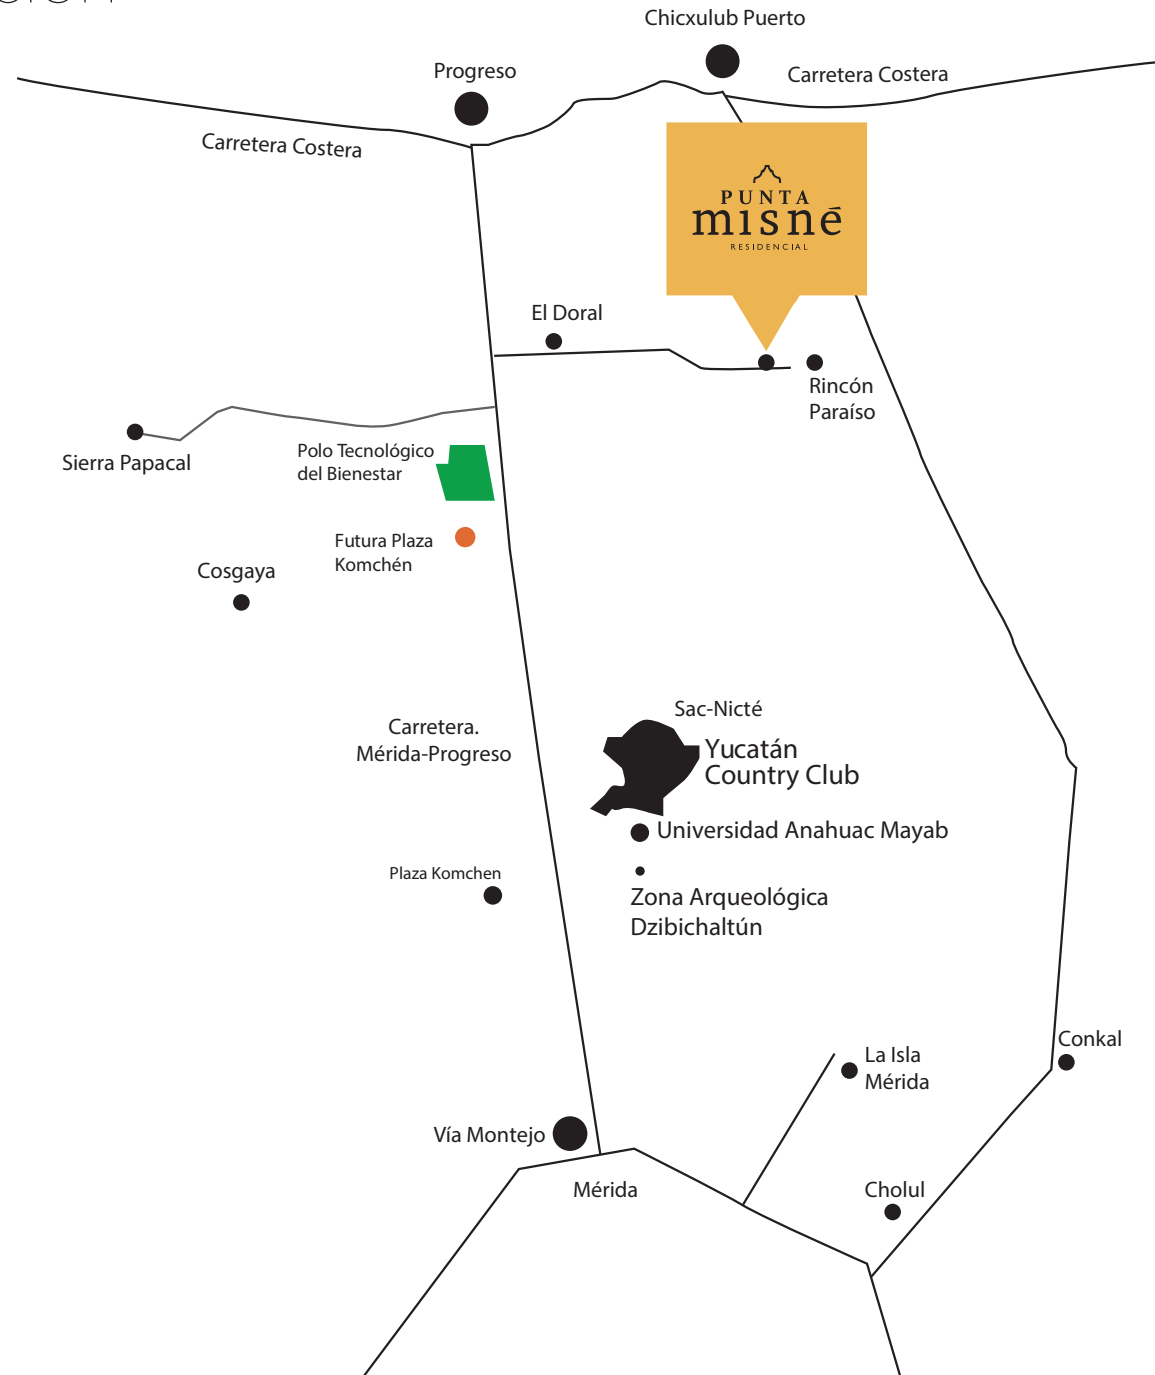 Chicxulub Puerto
Progreso
Carretera Costera
Carretera Costera
PUNTA
misné
RESIDENCIAL
El Doral
Rincón
Paraíso
Sierra Papacal
Polo Tecnológico
del Bienestar
Futura Plaza
Komchén
Cosgaya
Sac-Nicté
Carretera.
Mérida-Progreso
Yucatán
Country Club
Universidad Anahuac Mayab
Plaza Komchen
Zona Arqueológica
Dzibichaltún
Conkal
La Isla
Mérida
Vía Montejo
Mérida
Cholul